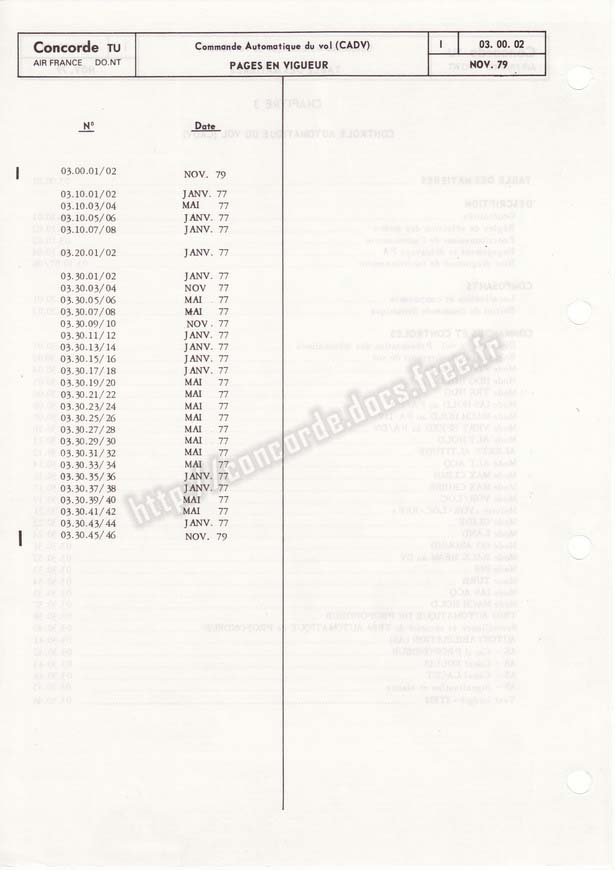 Concorde TU
AIR FRANCE DO.NT
Commande Automatique du vol (CADV)
PAGES EN VIGUEUR
I
03. 00. 02
NOV. 79
Nº Date
03.00.01/02 NOV. 79
03.10.01/02 JANV. 77
03.10.03/04 MAI 77
03.10.05/06 JANV. 77
03.10.07/08 JANV. 77
03.20.01/02 JANV. 77
03.30.01/02 JANV. 77
03.30.03/04 NOV 77
03.30.05/06 MAI 77
03.30.07/08 MAI 77
03.30.09/10 NOV. 77
03.30.11/12 JANV. 77
03.30.13/14 JANV. 77
03.30.15/16 JANV. 77
03.30.17/18 JANV. 77
03.30.19/20 MAI 77
03.30.21/22 MAI 77
03.30.23/24 MAI 77
03.30.25/26 MAI 77
03.30.27/28 MAI 77
03.30.29/30 MAI 77
03.30.31/32 MAI 77
03.30.33/34 MAI 77
03.30.35/36 JANV. 77
03.30.37/38 JANV. 77
03.30.39/40 MAI 77
03.30.41/42 MAI 77
03.30.43/44 JANV. 77
03.30.45/46 NOV. 79
http://concorde.docs.free.fr